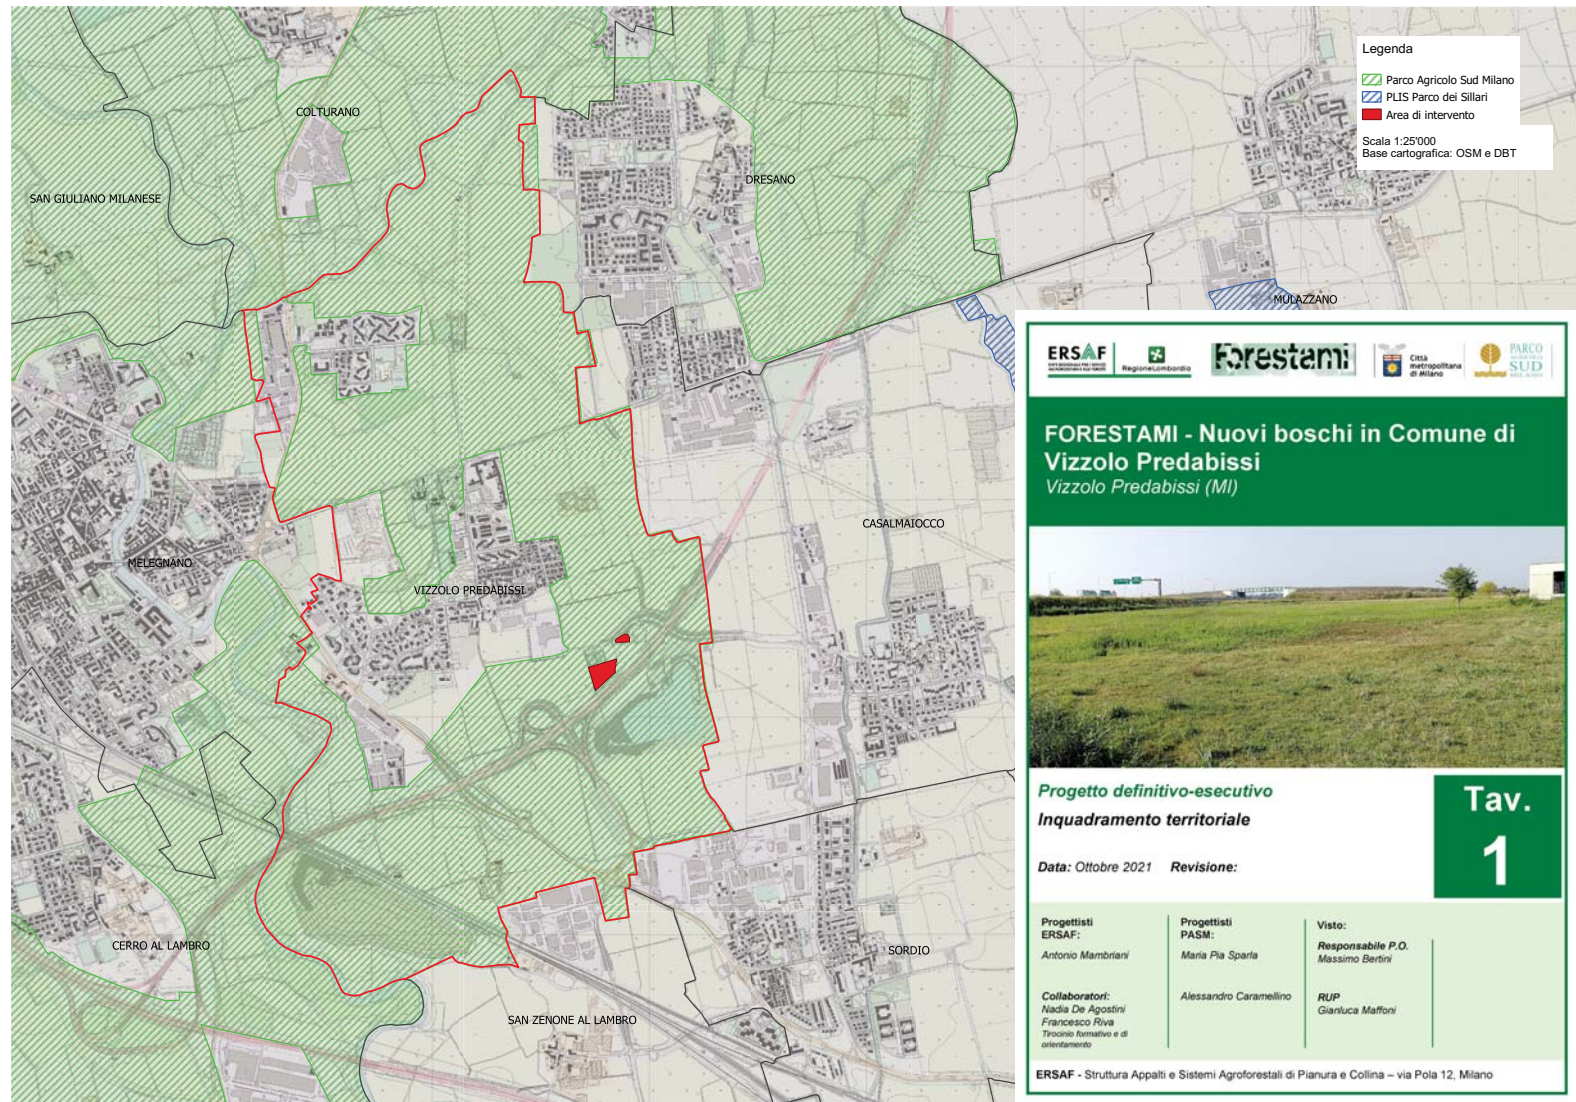 Legenda
Parco Agricolo Sud Milano
PLIS Parco dei Sillari
Area di intervento
Scala 1:25'000
Base cartografica: OSM e DBT
COLTURANO
DRESANO
SAN GIULIANO MILANESE
MULAZZANO
CASALMAIOCCO
MELEGNANO
VIZZOLO PREDABISSI
CERRO AL LAMBRO
SORDIO
SAN ZENONE AL LAMBRO
ERSAF
RegioneLombardia
Forestami
Città
metropolitana
di Milano
PARCO
SUD
FORESTAMI - Nuovi boschi in Comune di
Vizzolo Predabissi
Vizzolo Predabissi (MI)
Progetto definitivo-esecutivo
Inquadramento territoriale
Data: Ottobre 2021 Revisione:
Tav.
1
Progettisti
ERSAF:
Antonio Mambriani
Collaboratori:
Nadia De Agostini
Francesco Riva
Tirocinio formativo e di
orientamento
Progettisti
PASM:
Maria Pia Sparla
Alessandro Caramellino
Visto:
Responsabile P.O.
Massimo Bertini
RUP
Gianluca Maffoni
ERSAF - Struttura Appalti e Sistemi Agroforestali di Pianura e Collina – via Pola 12, Milano